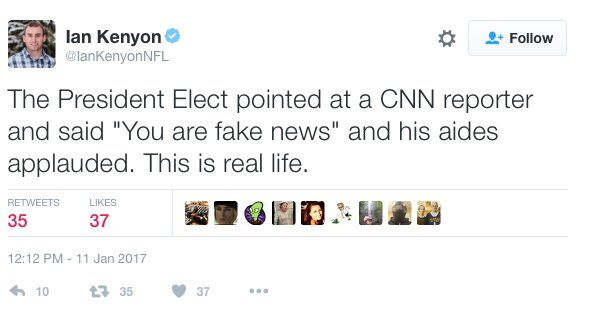 Ian Kenyon
@IanKenyonNFL
Follow
The President Elect pointed at a CNN reporter
and said "You are fake news" and his aides
applauded. This is real life.
RETWEETS LIKES
35 37
12:12 PM - 11 Jan 2017
10 35 37